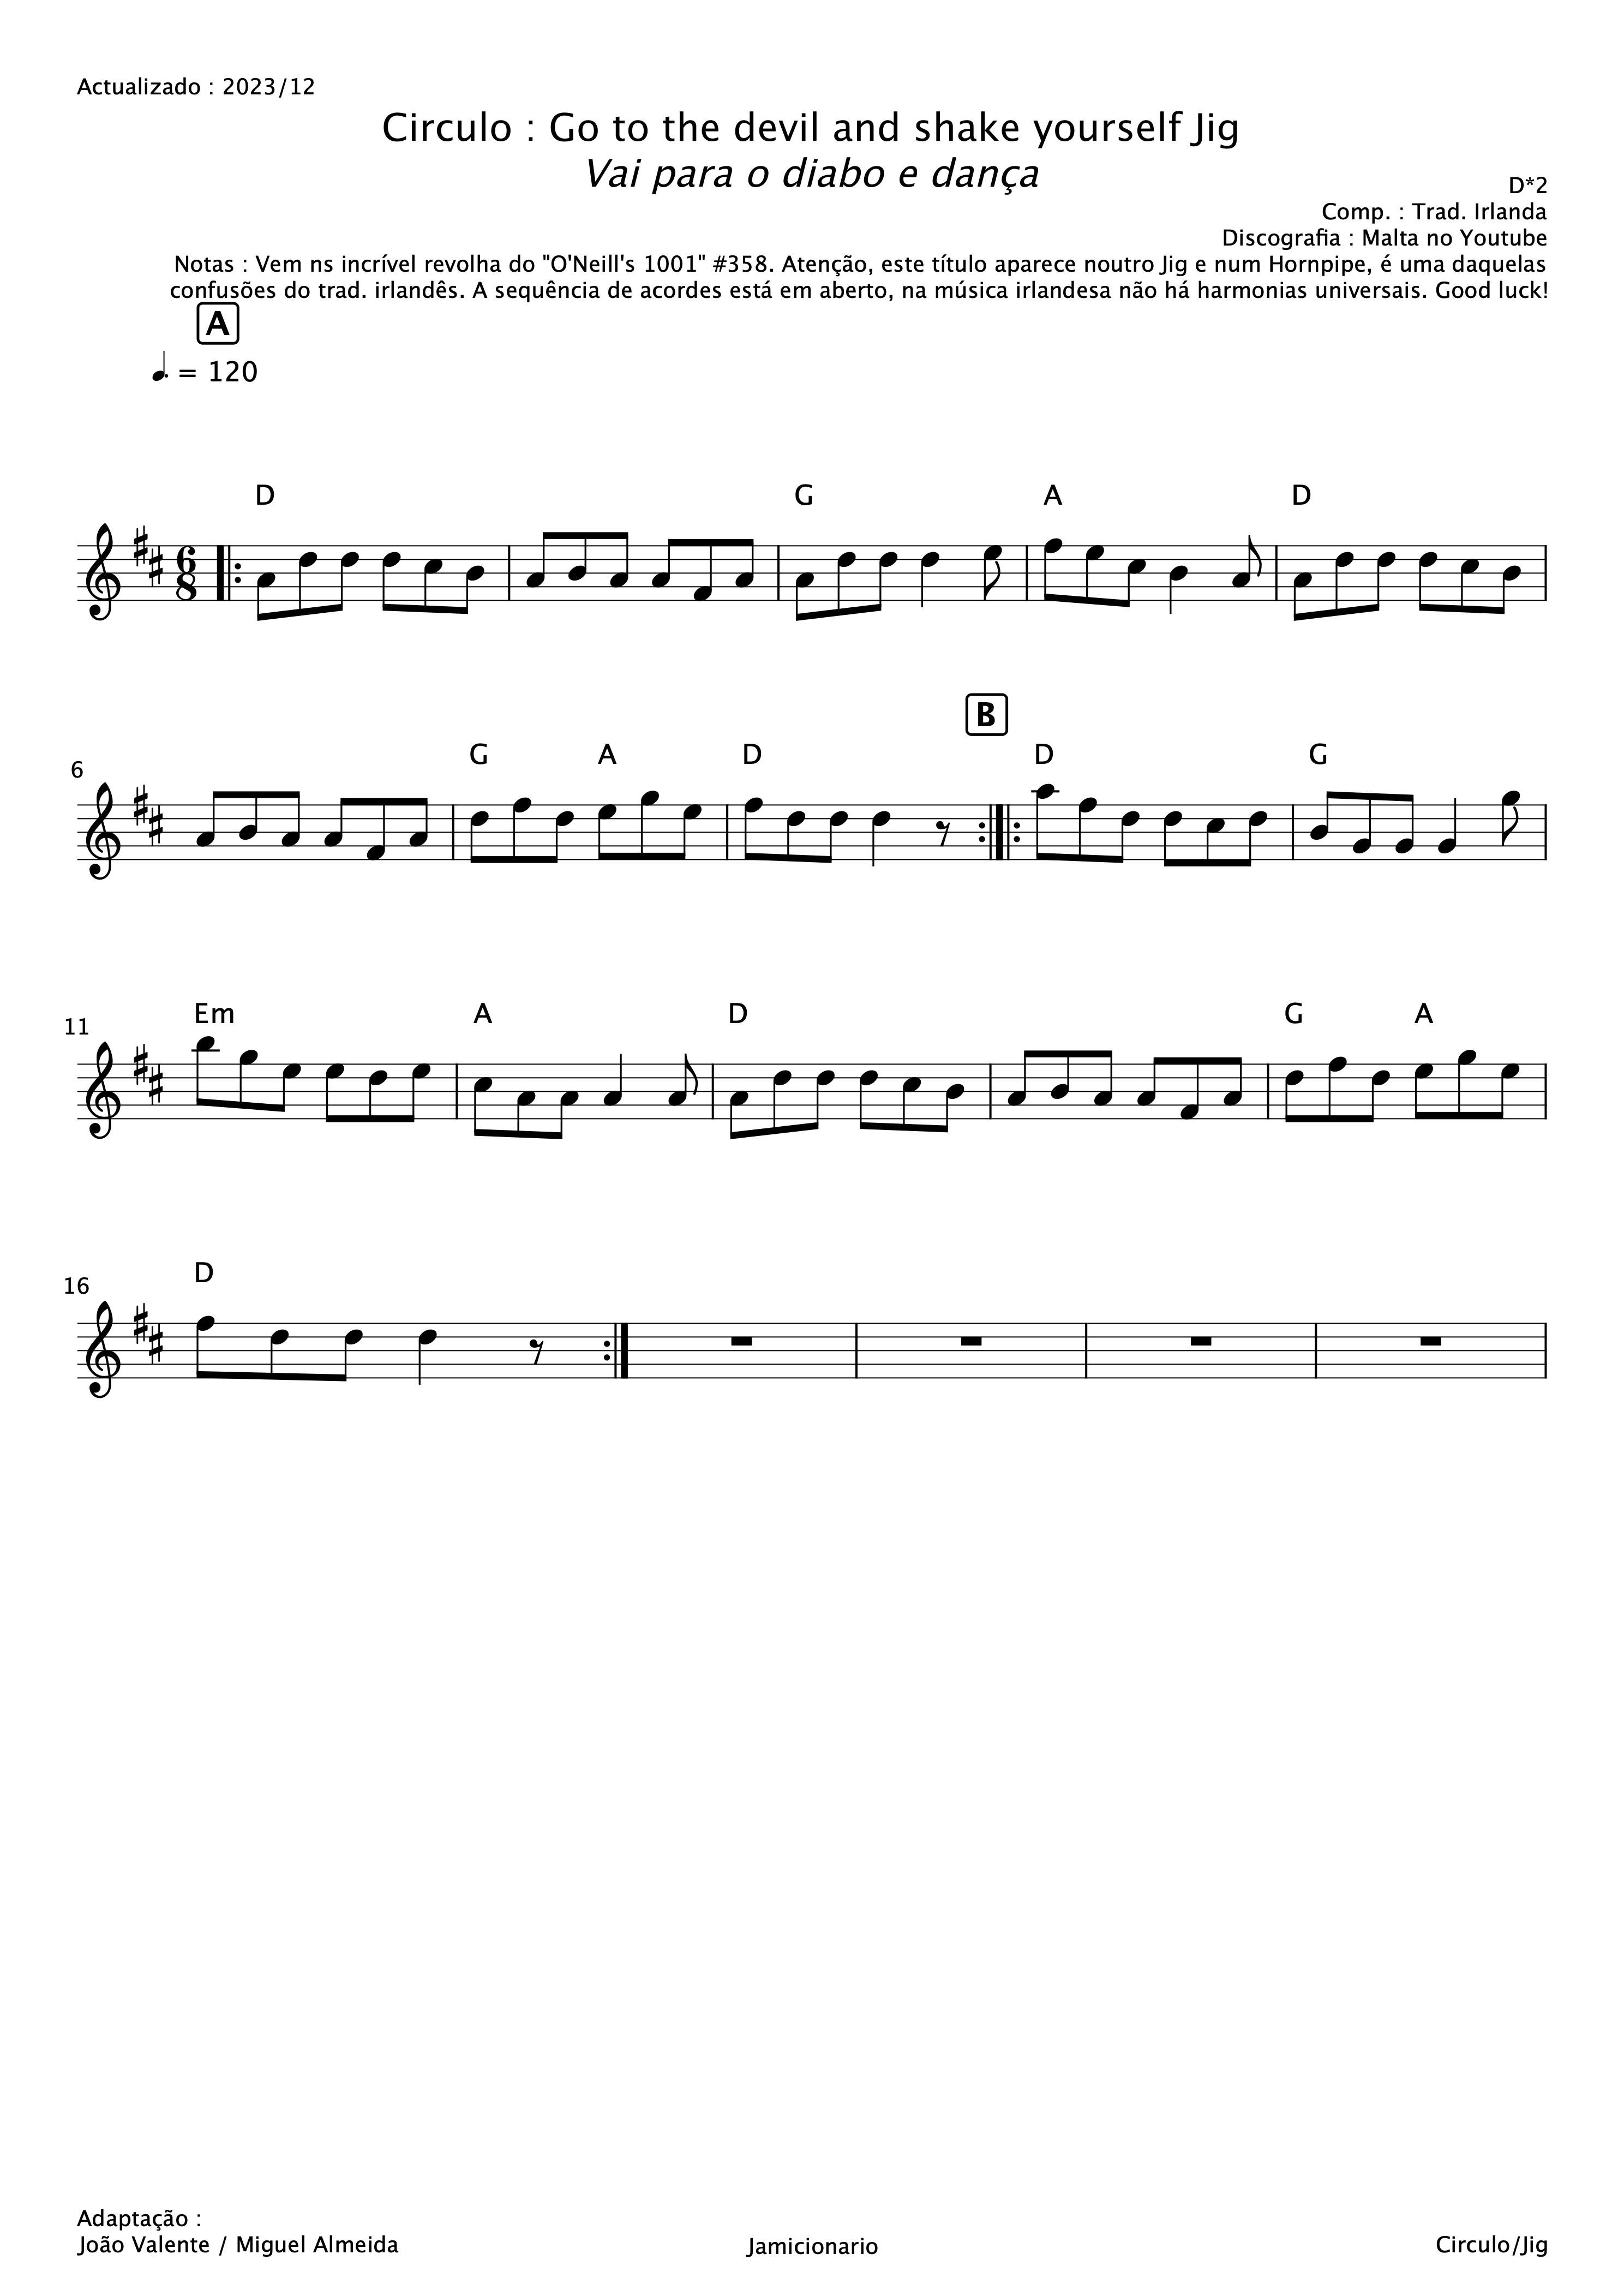 Actualizado : 2023/12
Circulo : Go to the devil and shake yourself Jig
Vai para o diabo e dança
D*2
Comp. : Trad. Irlanda
Discografia : Malta no Youtube
Notas : Vem ns incrível revolha do "O'Neill's 1001" #358. Atenção, este título aparece noutro Jig e num Hornpipe, é uma daquelas
confusões do trad. irlandês. A sequência de acordes está em aberto, na música irlandesa não há harmonias universais. Good luck!
A
= 120
D G A D
6
8
B
6 G A D D G
11 Em A D G A
16 D
Adaptação :
João Valente / Miguel Almeida
Jamicionario
Circulo/Jig